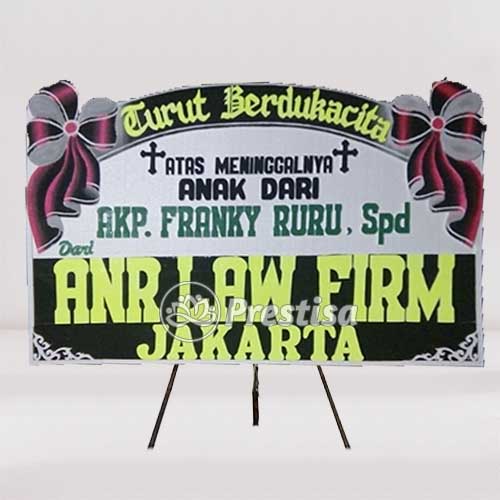 Turut Berdukacita
ATAS MENINGGALNYA
ANAK DARI
AKP. FRANKY RURU, Spd
Dari
ANR LAW FIRM
Prestisa
JAKARTA